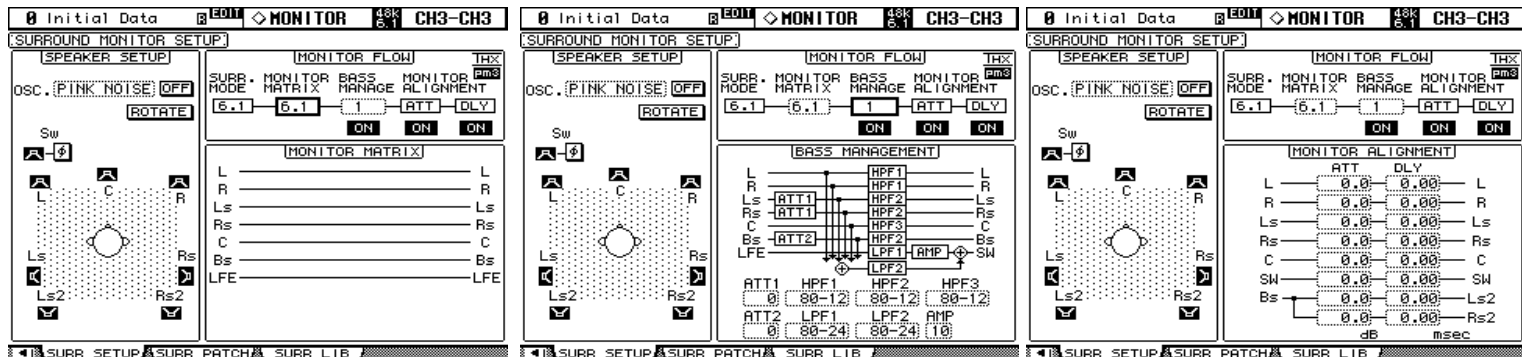 0 Initial Data R EDIT ◇MONITOR 48k 6.1 CH3-CH3
SURROUND MONITOR SETUP
SPEAKER SETUP
OSC. PINK NOISE OFF
ROTATE
Sw
ϕ
L C R
Ls Rs
Ls2 Rs2
MONITOR FLOW THX pm3
SURR. MODE MONITOR MATRIX BASS MANAGE MONITOR ALIGNMENT
6.1 6.1 1 ATT DLY
ON ON ON
MONITOR MATRIX
L L
R R
Ls Ls
Rs Rs
C C
Bs Bs
LFE LFE
SURR SETUP SURR PATCH SURR LIB
0 Initial Data R EDIT ◇MONITOR 48k 6.1 CH3-CH3
SURROUND MONITOR SETUP
SPEAKER SETUP
OSC. PINK NOISE OFF
ROTATE
Sw
ϕ
L C R
Ls Rs
Ls2 Rs2
MONITOR FLOW THX pm3
SURR. MODE MONITOR MATRIX BASS MANAGE MONITOR ALIGNMENT
6.1 6.1 1 ATT DLY
ON ON ON
BASS MANAGEMENT
L HPF1 L
R HPF1 R
Ls ATT1 HPF2 Ls
Rs ATT1 HPF2 Rs
C HPF3 C
Bs ATT2 HPF2 Bs
LFE LPF1 AMP SW
LPF2
ATT1 HPF1 HPF2 HPF3
0 80-12 80-12 80-12
ATT2 LPF1 LPF2 AMP
0 80-24 80-24 10
SURR SETUP SURR PATCH SURR LIB
0 Initial Data R EDIT ◇MONITOR 48k 6.1 CH3-CH3
SURROUND MONITOR SETUP
SPEAKER SETUP
OSC. PINK NOISE OFF
ROTATE
Sw
ϕ
L C R
Ls Rs
Ls2 Rs2
MONITOR FLOW THX pm3
SURR. MODE MONITOR MATRIX BASS MANAGE MONITOR ALIGNMENT
6.1 6.1 1 ATT DLY
ON ON ON
MONITOR ALIGNMENT
ATT DLY
L 0.0 0.00 L
R 0.0 0.00 R
Ls 0.0 0.00 Ls
Rs 0.0 0.00 Rs
C 0.0 0.00 C
SW 0.0 0.00 SW
Bs 0.0 0.00 Ls2
0.0 0.00 Rs2
dB msec
SURR SETUP SURR PATCH SURR LIB